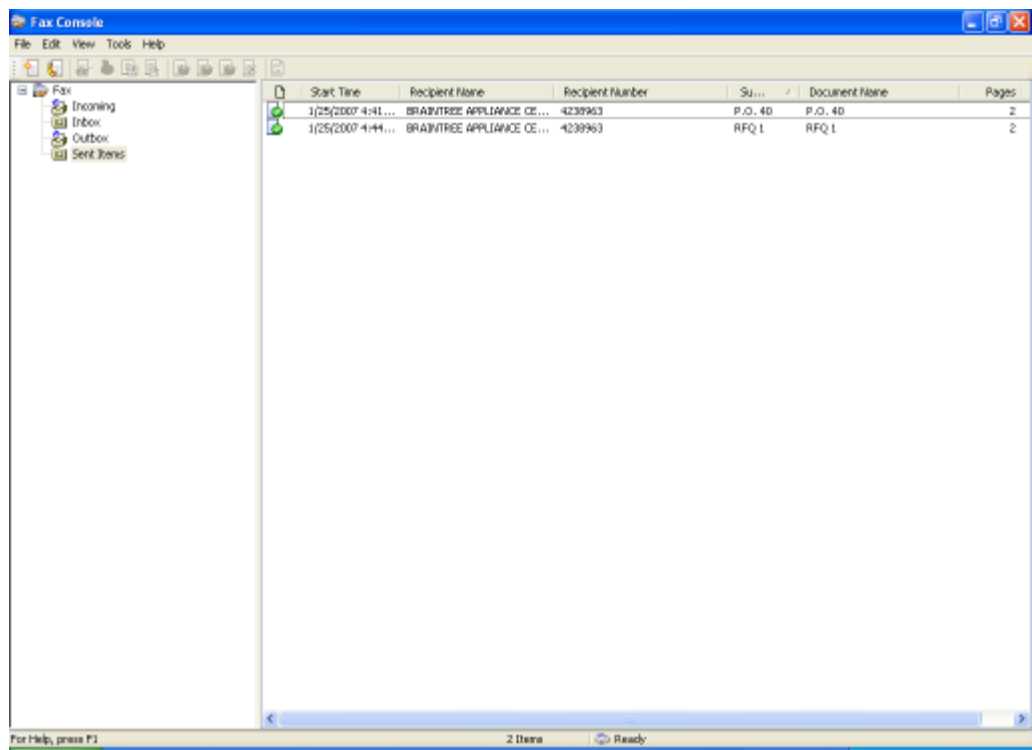 Fax Console
File Edit View Tools Help
Fax
Incoming
Inbox
Outbox
Sent Items
Start Time Recipient Name Recipient Number Su... Document Name Pages
1/25/2007 4:41... BRAINTREE APPLIANCE CE... 4238963 P.O. 40 P.O. 40 2
1/25/2007 4:44... BRAINTREE APPLIANCE CE... 4238963 RFQ 1 RFQ 1 2
For Help, press F1 2 Items Ready